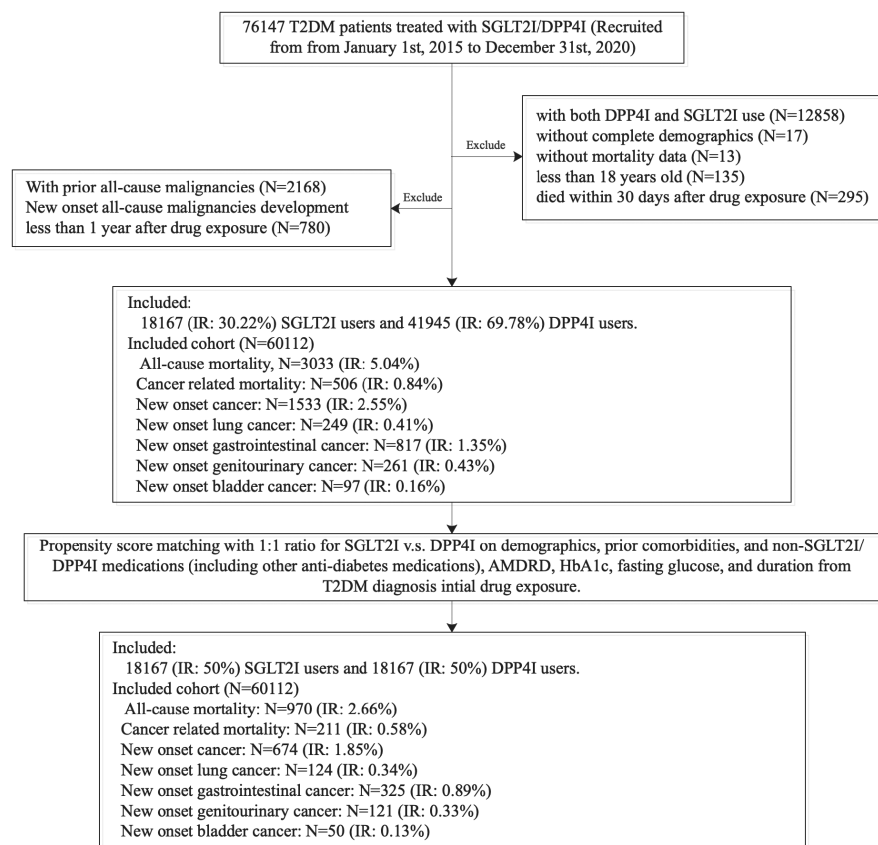 76147 T2DM patients treated with SGLT2I/DPP4I (Recruited
from from January 1st, 2015 to December 31st, 2020)
Exclude
with both DPP4I and SGLT2I use (N=12858)
without complete demographics (N=17)
without mortality data (N=13)
less than 18 years old (N=135)
died within 30 days after drug exposure (N=295)
Exclude
With prior all-cause malignancies (N=2168)
New onset all-cause malignancies development
less than 1 year after drug exposure (N=780)
Included:
18167 (IR: 30.22%) SGLT2I users and 41945 (IR: 69.78%) DPP4I users.
Included cohort (N=60112)
All-cause mortality, N=3033 (IR: 5.04%)
Cancer related mortality: N=506 (IR: 0.84%)
New onset cancer: N=1533 (IR: 2.55%)
New onset lung cancer: N=249 (IR: 0.41%)
New onset gastrointestinal cancer: N=817 (IR: 1.35%)
New onset genitourinary cancer: N=261 (IR: 0.43%)
New onset bladder cancer: N=97 (IR: 0.16%)
Propensity score matching with 1:1 ratio for SGLT2I v.s. DPP4I on demographics, prior comorbidities, and non-SGLT2I/
DPP4I medications (including other anti-diabetes medications), AMDRD, HbA1c, fasting glucose, and duration from
T2DM diagnosis intial drug exposure.
Included:
18167 (IR: 50%) SGLT2I users and 18167 (IR: 50%) DPP4I users.
Included cohort (N=60112)
All-cause mortality: N=970 (IR: 2.66%)
Cancer related mortality: N=211 (IR: 0.58%)
New onset cancer: N=674 (IR: 1.85%)
New onset lung cancer: N=124 (IR: 0.34%)
New onset gastrointestinal cancer: N=325 (IR: 0.89%)
New onset genitourinary cancer: N=121 (IR: 0.33%)
New onset bladder cancer: N=50 (IR: 0.13%)